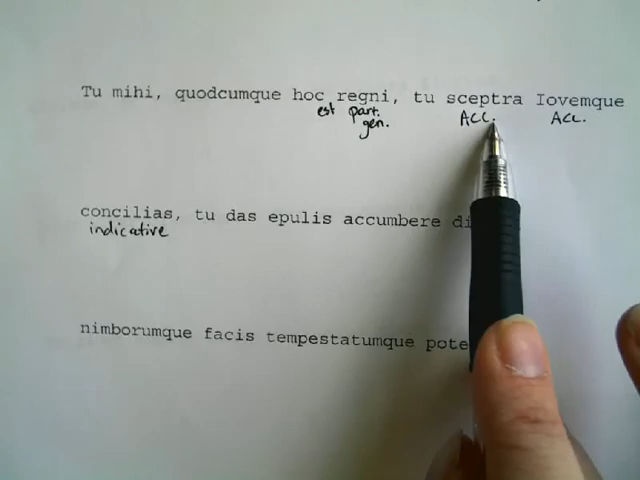 Tu mihi, quodcumque hoc regni, tu sceptra Iovemque
est part. gen. ACC. ACC.
concilias, tu das epulis accumbere
indicative
nimborumque facis tempestatumque